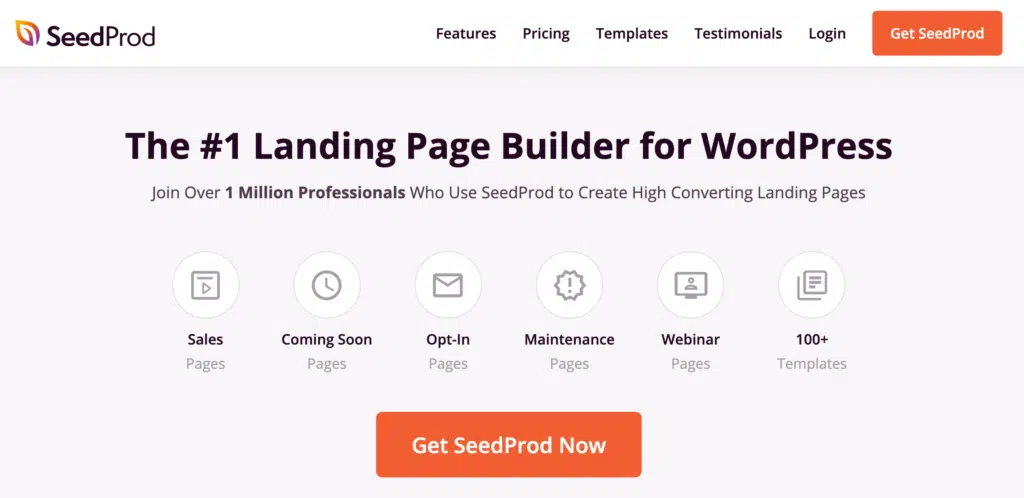 SeedProd
Features Pricing Templates Testimonials Login Get SeedProd
The #1 Landing Page Builder for WordPress
Join Over 1 Million Professionals Who Use SeedProd to Create High Converting Landing Pages
Sales Coming Soon Opt-In Maintenance Webinar 100+
Pages Pages Pages Pages Pages Templates
Get SeedProd Now